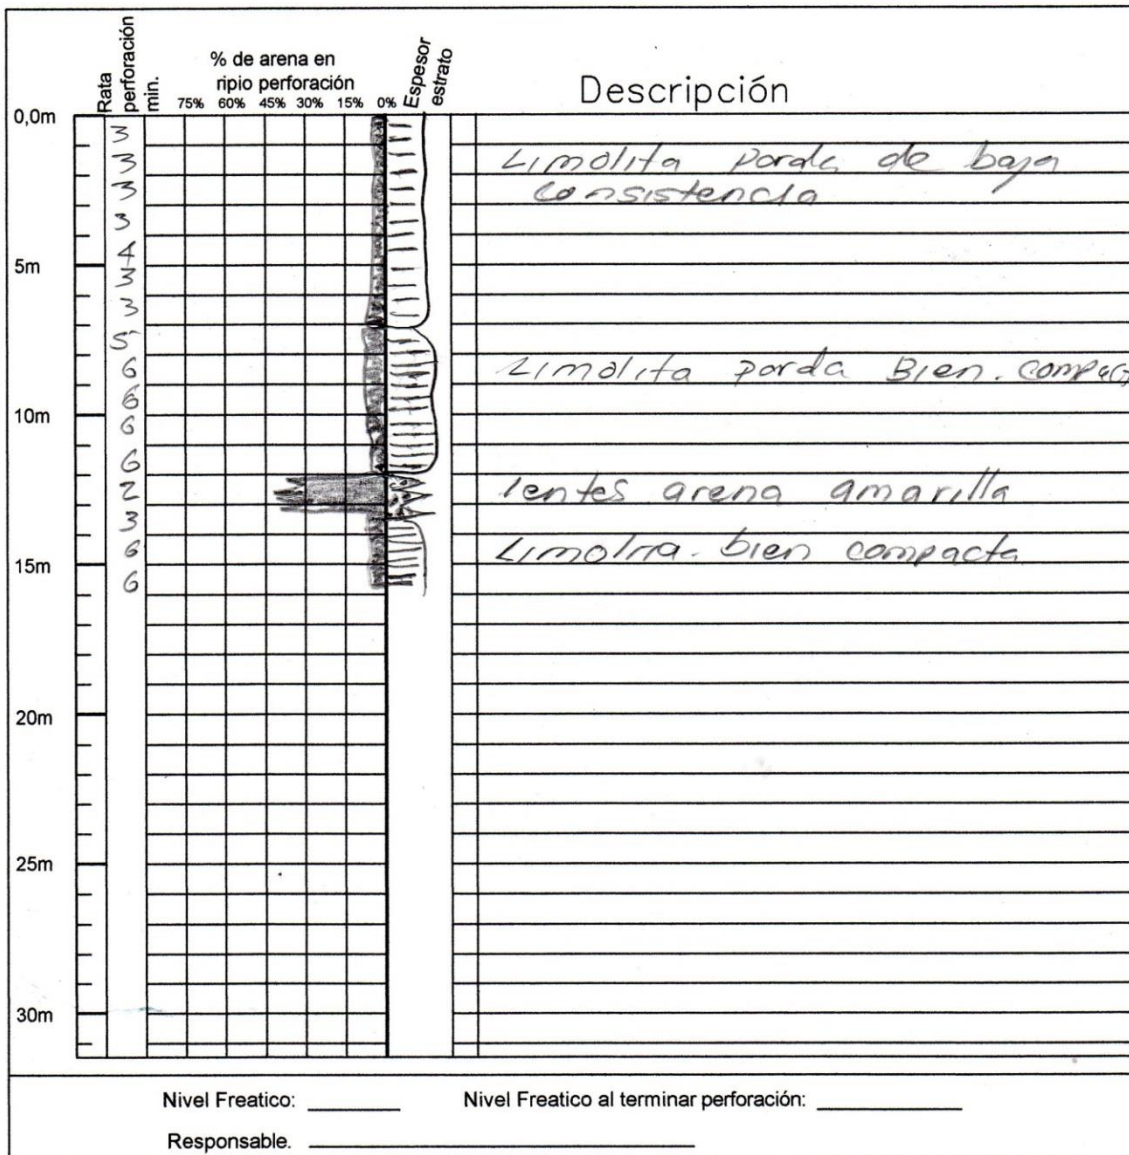 Rata
perforación
min.
% de arena en
ripio perforación
75% 60% 45% 30% 15% 0%
Espesor
estrato
Descripción
0,0m
3
3 Limolita parda de baja
3 consistencia
3
4
5m
3
3
5
6 Limolita parda Bien. compacta
6
10m
6
6
2 lentes arena amarilla
3
6 Limolita. bien compacta
15m
6
20m
25m
30m
Nivel Freatico: Nivel Freatico al terminar perforación:
Responsable.